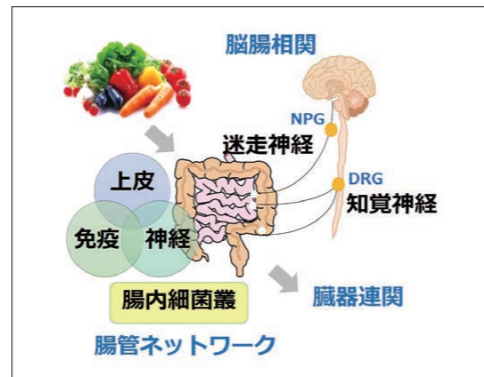 脳腸相関
NPG
迷走神経
DRG
知覚神経
上皮
免疫
神経
腸内細菌叢
臓器連関
腸管ネットワーク